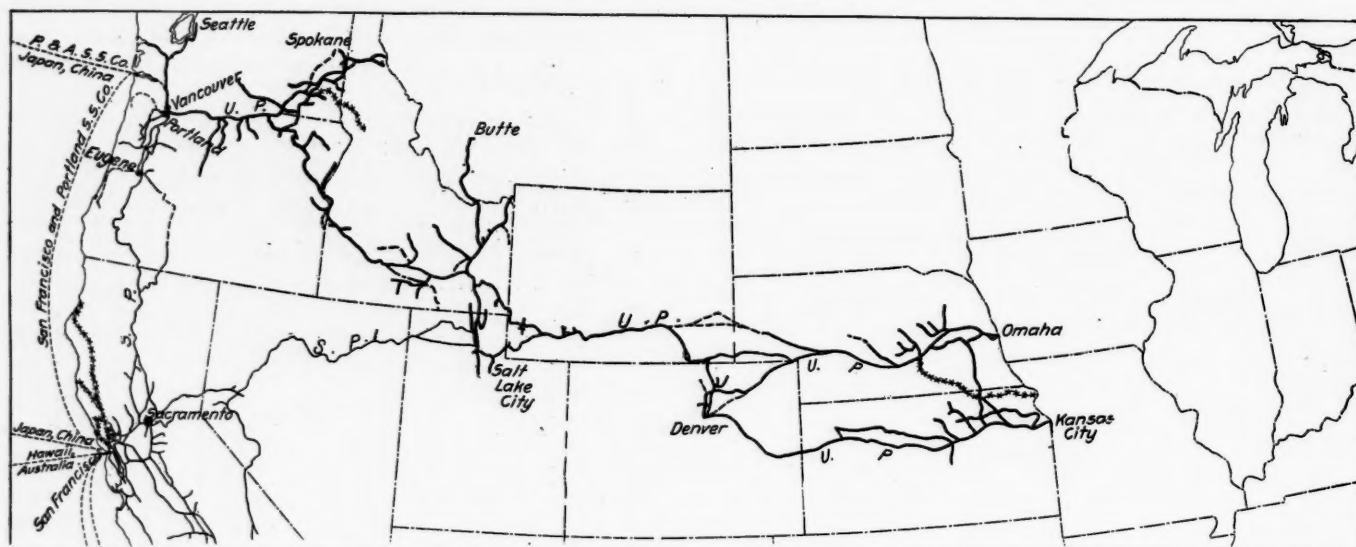 Seattle
Spokane
P. & A. S. S. Co.
Japan, China
Vancouver
U. P.
Portland
Butte
Eugene
San Francisco and Portland S. S. Co.
S. P.
U. P.
Omaha
S. P.
Salt
Lake
City
U. P.
Sacramento
Denver
Kansas
City
Japan, China
Hawaii
Australia
San Francisco
U. P.